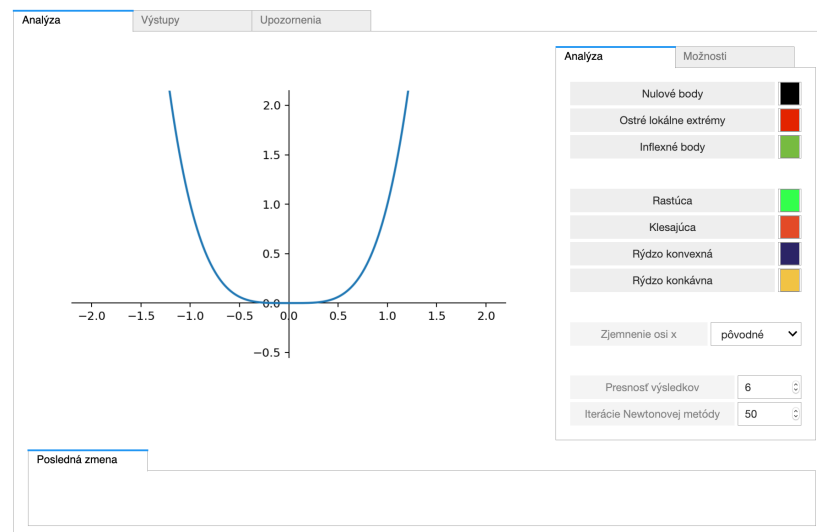 Analýza Výstupy Upozornenia
Analýza Možnosti
Nulové body
Ostré lokálne extrémy
Inflexné body
Rastúca
Klesajúca
Rýdzo konvexná
Rýdzo konkávna
Zjemnenie osi x pôvodné
Presnosť výsledkov 6
Iterácie Newtonovej metódy 50
2.0
1.5
1.0
0.5
0.0
−2.0 −1.5 −1.0 −0.5 0.0 0.5 1.0 1.5 2.0
−0.5
Posledná zmena